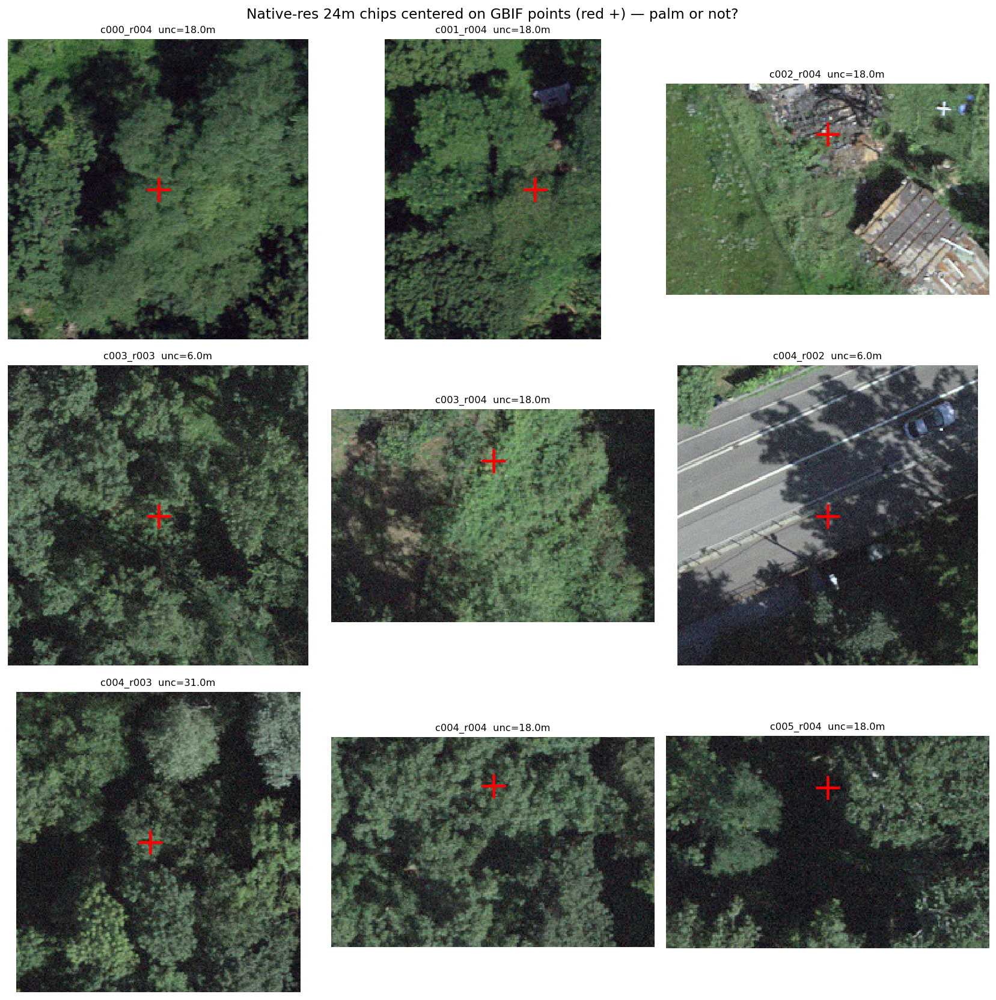 Native-res 24m chips centered on GBIF points (red +) — palm or not?
c000_r004  unc=18.0m
c001_r004  unc=18.0m
c002_r004  unc=18.0m
c003_r003  unc=6.0m
c003_r004  unc=18.0m
c004_r002  unc=6.0m
c004_r003  unc=31.0m
c004_r004  unc=18.0m
c005_r004  unc=18.0m